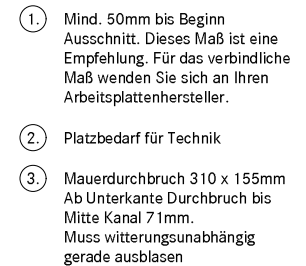 1. Mind. 50mm bis Beginn
Ausschnitt. Dieses Maß ist eine
Empfehlung. Für das verbindliche
Maß wenden Sie sich an Ihren
Arbeitsplattenhersteller.
2. Platzbedarf für Technik
3. Mauerdurchbruch 310 x 155mm
Ab Unterkante Durchbruch bis
Mitte Kanal 71mm.
Muss witterungsunabhängig
gerade ausblasen